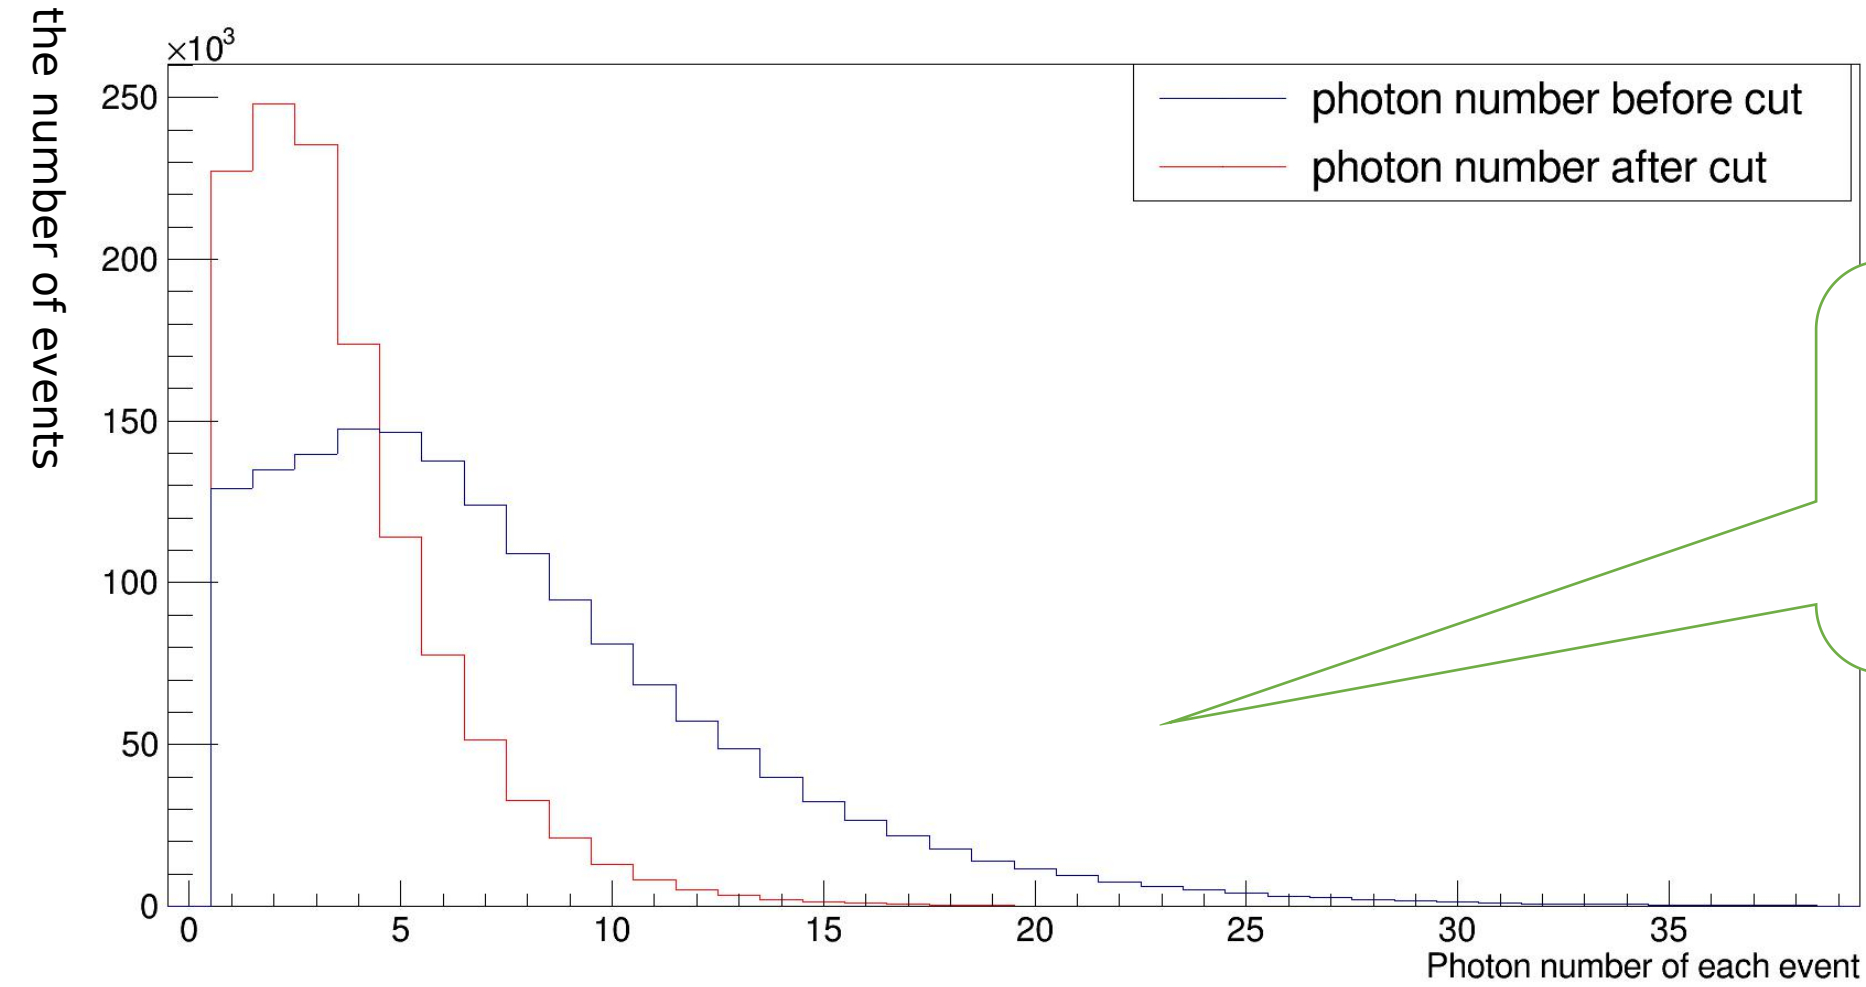 the number of events
×10³
250
200
150
100
50
0
photon number before cut
photon number after cut
0 5 10 15 20 25 30 35
Photon number of each event